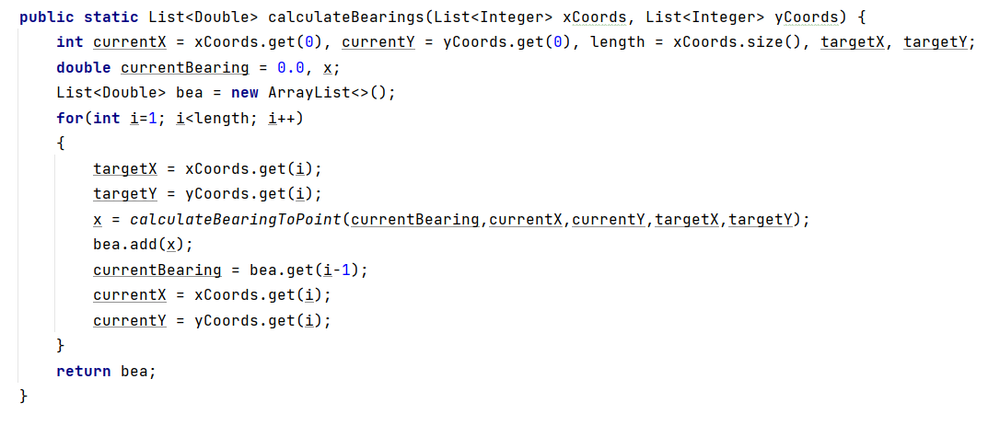 public static List<Double> calculateBearings(List<Integer> xCoords, List<Integer> yCoords) {
    int currentX = xCoords.get(0), currentY = yCoords.get(0), length = xCoords.size(), targetX, targetY;
    double currentBearing = 0.0, x;
    List<Double> bea = new ArrayList<>();
    for(int i=1; i<length; i++)
    {
        targetX = xCoords.get(i);
        targetY = yCoords.get(i);
        x = calculateBearingToPoint(currentBearing,currentX,currentY,targetX,targetY);
        bea.add(x);
        currentBearing = bea.get(i-1);
        currentX = xCoords.get(i);
        currentY = yCoords.get(i);
    }
    return bea;
}